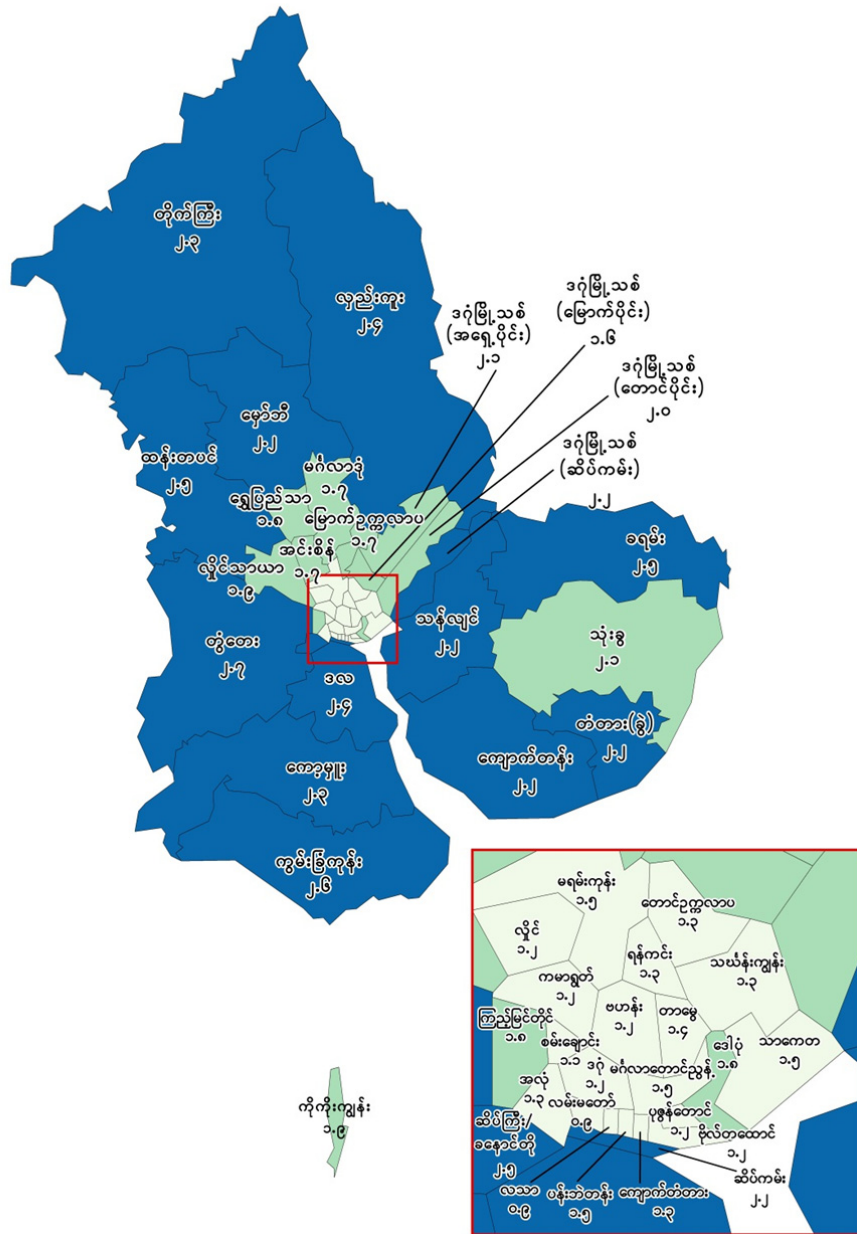 တိုက်ကြီး
၂.၃
လှည်းကူး
၂.၄
ဒဂုံမြို့သစ်
(အရှေ့ပိုင်း)
၂.၁
ဒဂုံမြို့သစ်
(မြောက်ပိုင်း)
၁.၆
ဒဂုံမြို့သစ်
(တောင်ပိုင်း)
၂.၀
ဒဂုံမြို့သစ်
(ဆိပ်ကမ်း)
၂.၂
မှော်ဘီ
၂.၂
ထန်းတပင်
၂.၅
မင်္ဂလာဒုံ
၁.၇
ရွှေပြည်သာ
၁.၈
မြောက်ဥက္ကလာပ
၁.၇
အင်းစိန်
၁.၇
လှိုင်သာယာ
၁.၉
ခရမ်း
၂.၅
သုံးခွ
၂.၁
သန်လျင်
၂.၂
တွံတေး
၂.၇
ဒလ
၂.၄
တံတား(ခွဲ)
၂.၂
ကျောက်တန်း
၂.၂
ကော့မှူး
၂.၃
ကွမ်းခြံကုန်း
၂.၆
ကိုကိုးကျွန်း
၁.၉
မရမ်းကုန်း
၁.၅
တောင်ဥက္ကလာပ
၁.၃
လှိုင်
၁.၂
ရန်ကင်း
၁.၃
သင်္ဃန်းကျွန်း
၁.၃
ကမာရွတ်
၁.၂
ဗဟန်း
၁.၂
တာမွေ
၁.၄
ကြည့်မြင်တိုင်
၁.၈
စမ်းချောင်း
၁.၁
ဒေါပုံ
၁.၈
သာကေတ
၁.၅
ဒဂုံ
၁.၂
မင်္ဂလာတောင်ညွန့်
၁.၅
အလုံ
၁.၃
လမ်းမတော်
၀.၉
ပုဇွန်တောင်
၁.၂
ဗိုလ်တထောင်
၁.၂
ဆိပ်ကြီး/
ခနောင်တို
၂.၅
လသာ
၀.၉
ပန်းဘဲတန်း
၁.၅
ကျောက်တံတား
၁.၃
ဆိပ်ကမ်း
၂.၂